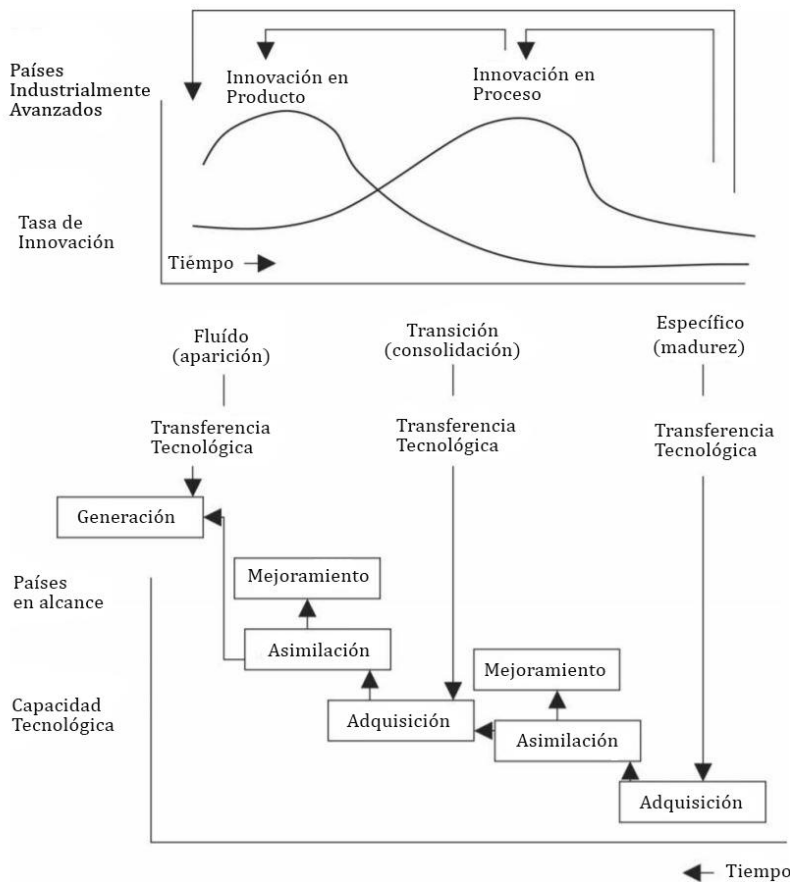 Países
Industrialmente
Avanzados
Innovación en
Producto
Innovación en
Proceso
Tasa de
Innovación
Tiémpo
Fluído
(aparición)
Transición
(consolidación)
Específico
(madurez)
Transferencia
Tecnológica
Transferencia
Tecnológica
Transferencia
Tecnológica
Generación
Países
en alcance
Mejoramiento
Asimilación
Mejoramiento
Capacidad
Tecnológica
Adquisición
Asimilación
Adquisición
Tiempo